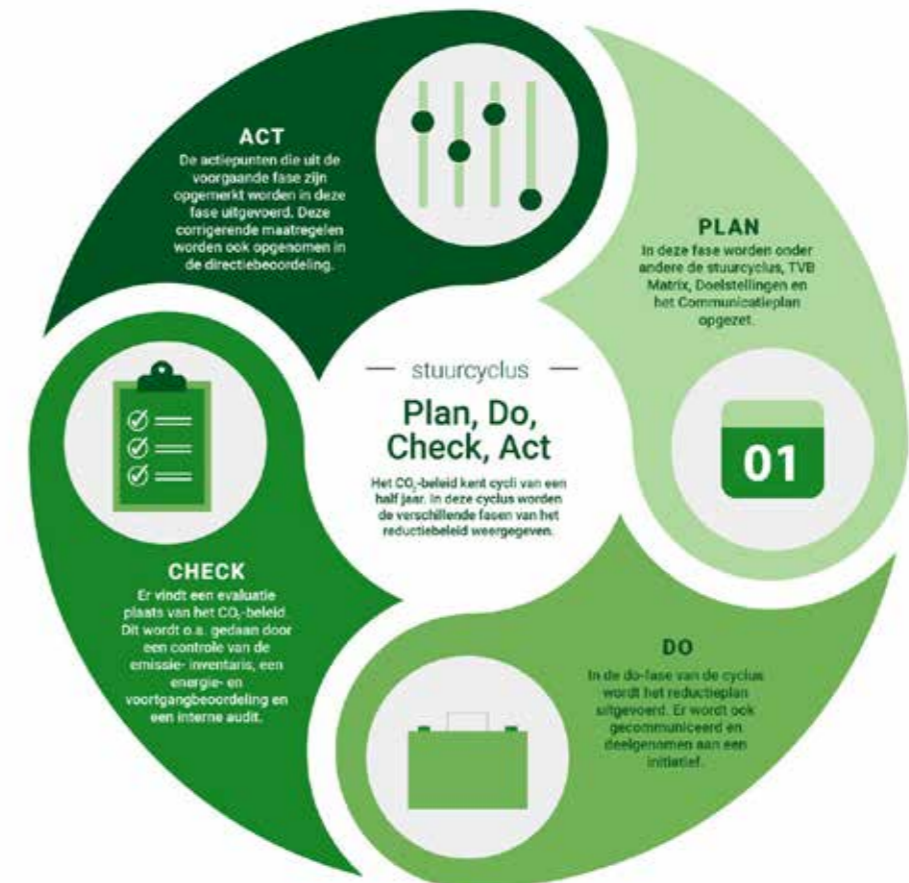 ACT
De actiepunten die uit de
voorgaande fase zijn
opgemerkt worden in deze
fase uitgevoerd. Deze
corrigerende maatregelen
worden ook opgenomen in
de directiebeoordeling.
PLAN
In deze fase worden onder
andere de stuurcyclus, TVB
Matrix, Doelstellingen en
het Communicatieplan
opgezet.
01
stuurcyclus
Plan, Do,
Check, Act
Het CO₂-beleid kent cycli van een
half jaar. In deze cyclus worden
de verschillende fasen van het
reductiebeleid weergegeven.
CHECK
Er vindt een evaluatie
plaats van het CO₂-beleid.
Dit wordt o.a. gedaan door
een controle van de
emissie- inventaris, een
energie- en
voortgangbeoordeling en
een interne audit.
DO
In de do-fase van de cyclus
wordt het reductieplan
uitgevoerd. Er wordt ook
gecommuniceerd en
deelgenomen aan een
initiatief.